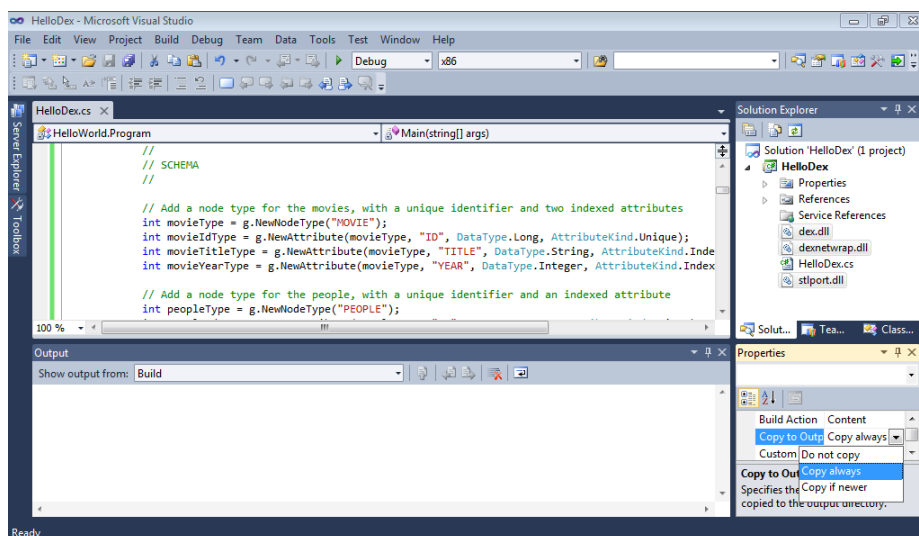 HelloDex - Microsoft Visual Studio
File Edit View Project Build Debug Team Data Tools Test Window Help
Debug x86
HelloDex.cs
Server Explorer
Toolbox
HelloWorld.Program Main(string[] args)
//
// SCHEMA
//
// Add a node type for the movies, with a unique identifier and two indexed attributes
int movieType = g.NewNodeType("MOVIE");
int movieIdType = g.NewAttribute(movieType, "ID", DataType.Long, AttributeKind.Unique);
int movieTitleType = g.NewAttribute(movieType, "TITLE", DataType.String, AttributeKind.Inde
int movieYearType = g.NewAttribute(movieType, "YEAR", DataType.Integer, AttributeKind.Index
// Add a node type for the people, with a unique identifier and an indexed attribute
int peopleType = g.NewNodeType("PEOPLE");
100 %
Output
Show output from: Build
Solution Explorer
Solution 'HelloDex' (1 project)
HelloDex
Properties
References
Service References
dex.dll
dexnetwrap.dll
HelloDex.cs
stlport.dll
Solut... Tea... Class...
Properties
Build Action Content
Copy to Outp Copy always
Custom Do not copy
Copy always
Copy if newer
Copy to Out
Specifies the
copied to the output directory.
Ready